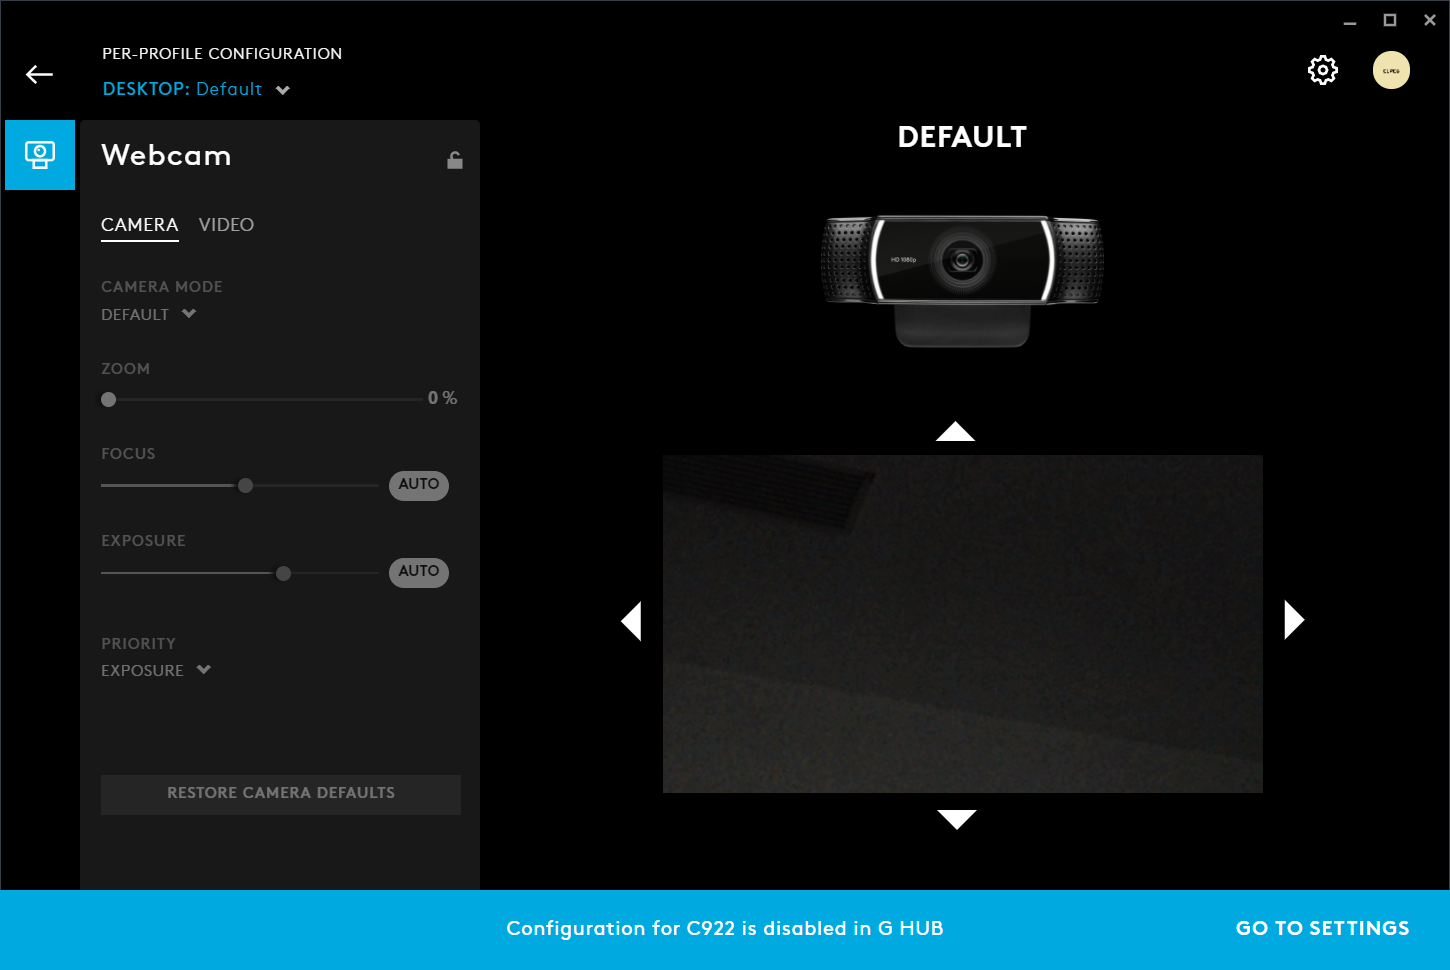 PER-PROFILE CONFIGURATION
DESKTOP: Default
Webcam
CAMERA VIDEO
CAMERA MODE
DEFAULT
ZOOM
0 %
FOCUS
AUTO
EXPOSURE
AUTO
PRIORITY
EXPOSURE
RESTORE CAMERA DEFAULTS
DEFAULT
HD 1080p
Configuration for C922 is disabled in G HUB
GO TO SETTINGS